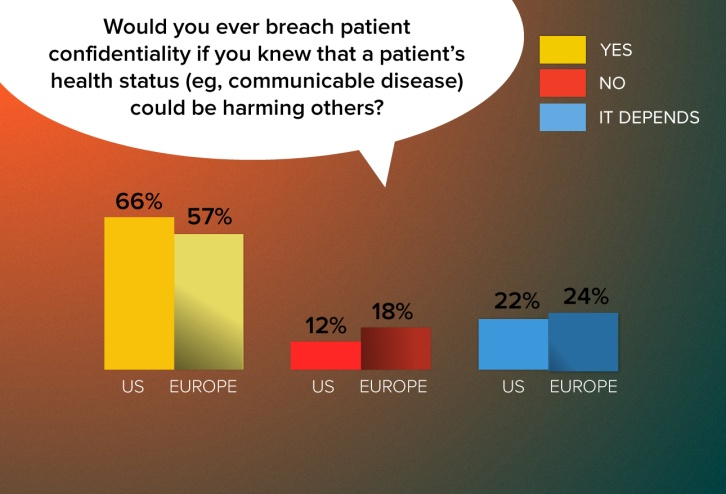 Would you ever breach patient
confidentiality if you knew that a patient’s
health status (eg, communicable disease)
could be harming others?
YES
NO
IT DEPENDS
66%
57%
12%
18%
22%
24%
US
EUROPE
US
EUROPE
US
EUROPE